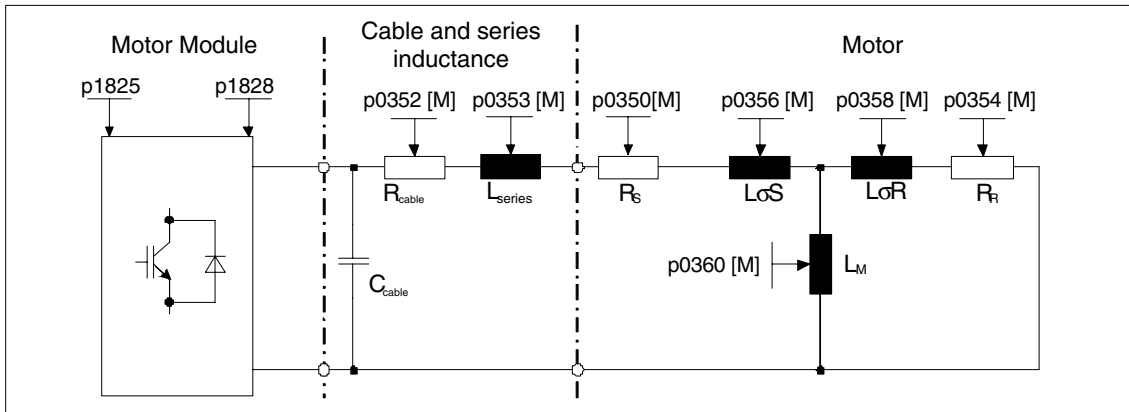 Motor Module
Cable and series
inductance
Motor
p1825
p1828
p0352 [M]
p0353 [M]
p0350[M]
p0356 [M]
p0358 [M]
p0354 [M]
Rcable
Lseries
RS
LσS
LσR
RR
p0360 [M]
LM
Ccable